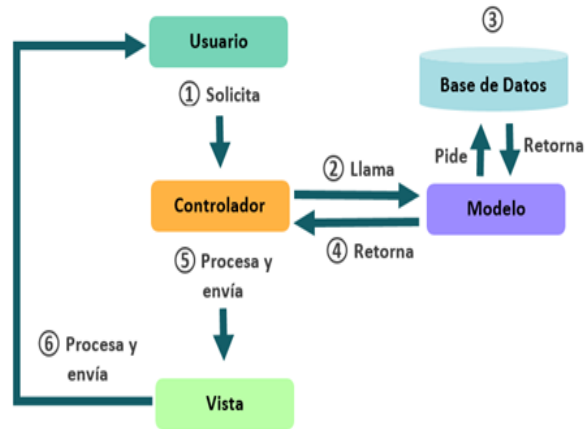 Usuario
③
Base de Datos
① Solicita
Pide
Retorna
② Llama
Controlador
Modelo
④ Retorna
⑤ Procesa y
envía
⑥ Procesa y
envía
Vista